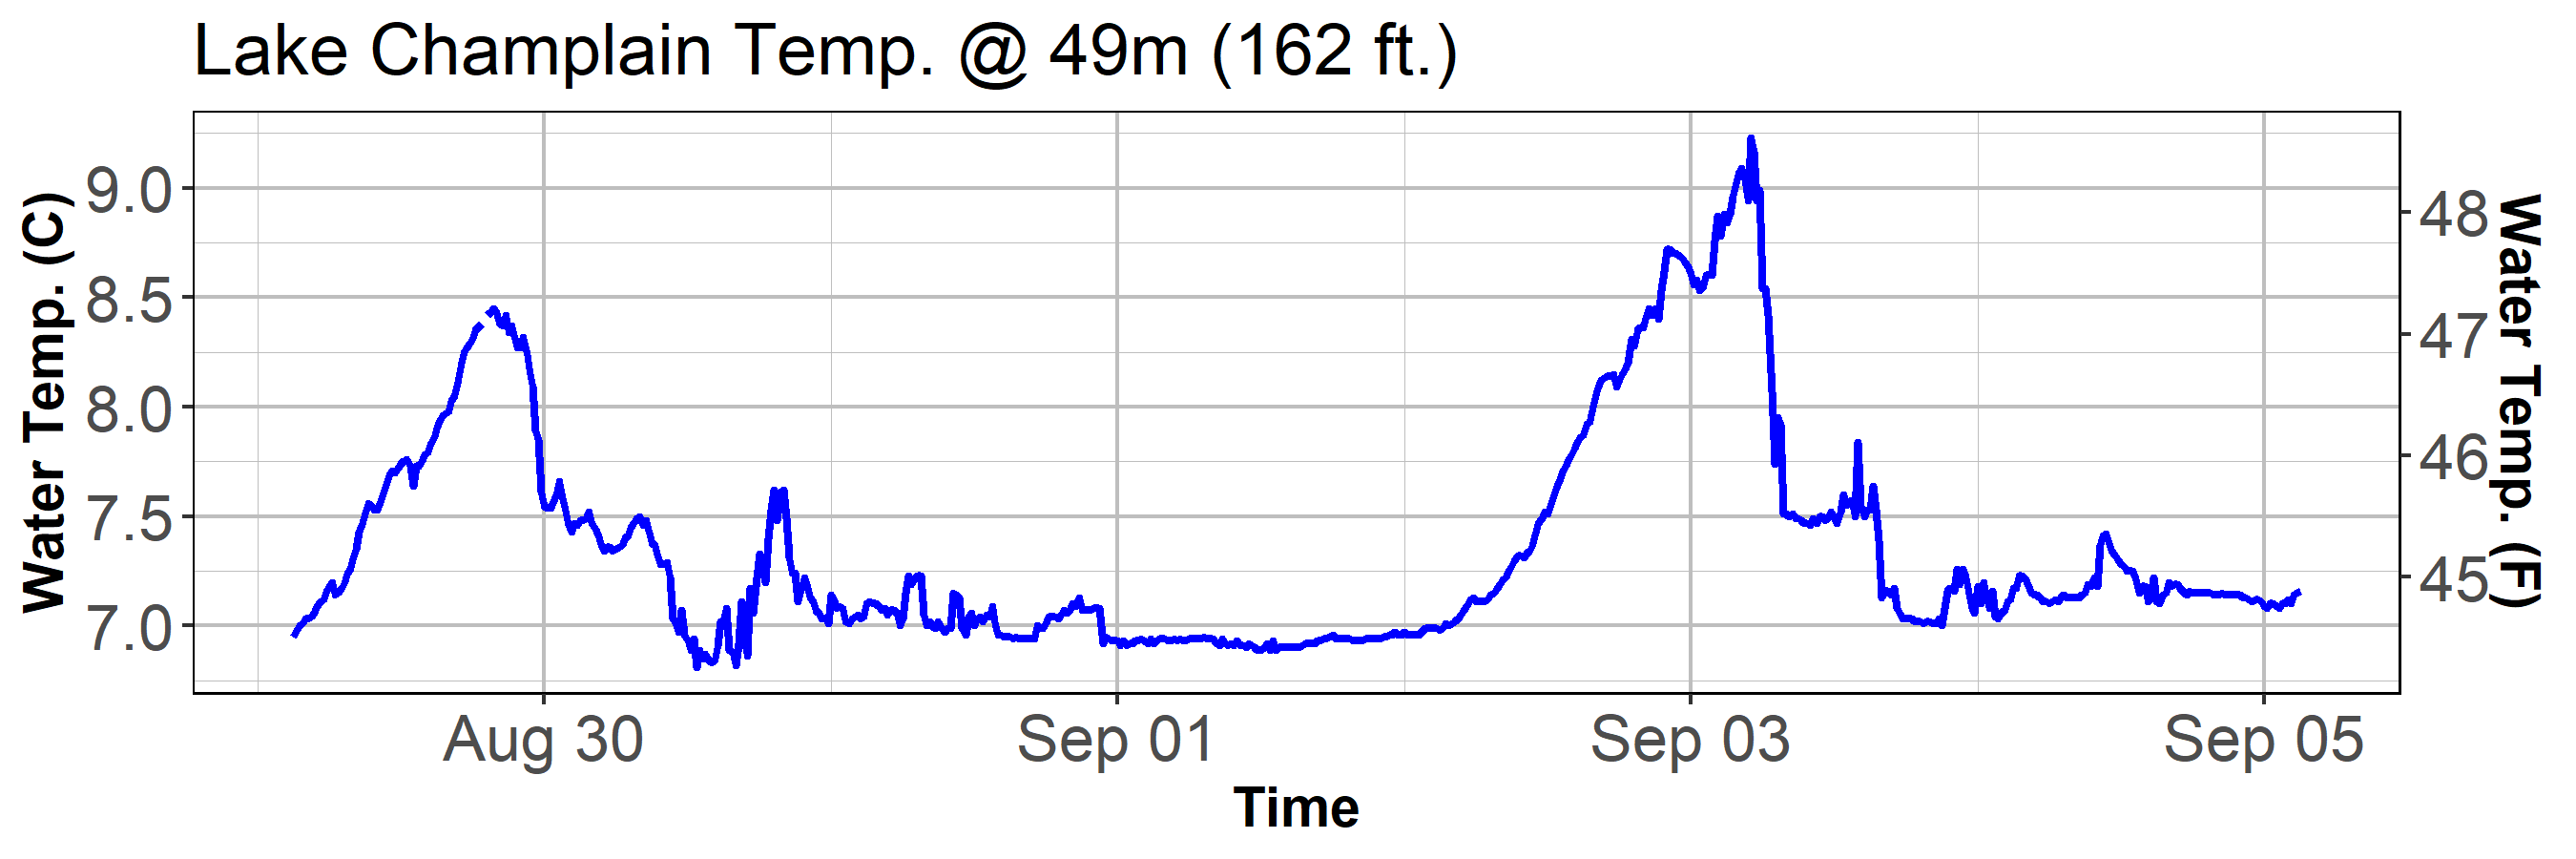 Lake Champlain Temp. @ 49m (162 ft.)
Water Temp. (C)
9.0
8.5
8.0
7.5
7.0
48
47
46
45
Water Temp. (F)
Aug 30
Sep 01
Sep 03
Sep 05
Time